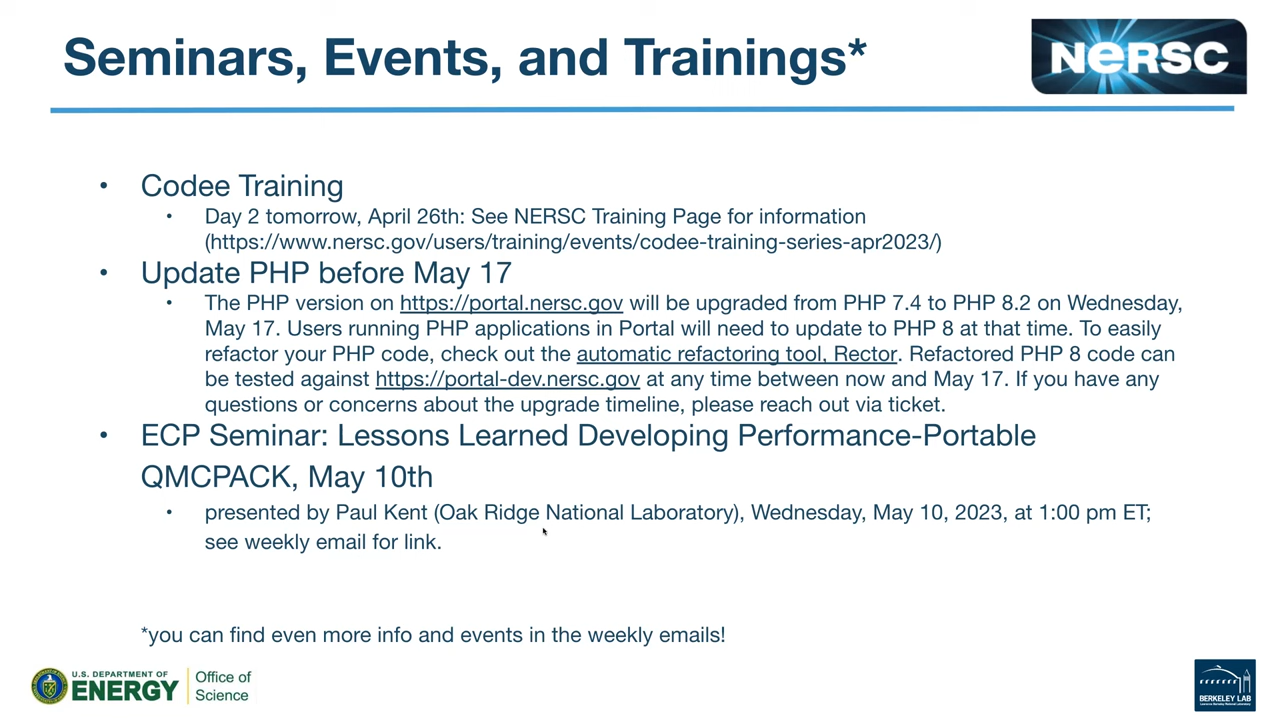 Seminars, Events, and Trainings*
NERSC
• Codee Training
• Day 2 tomorrow, April 26th: See NERSC Training Page for information
(https://www.nersc.gov/users/training/events/codee-training-series-apr2023/)
• Update PHP before May 17
• The PHP version on https://portal.nersc.gov will be upgraded from PHP 7.4 to PHP 8.2 on Wednesday,
May 17. Users running PHP applications in Portal will need to update to PHP 8 at that time. To easily
refactor your PHP code, check out the automatic refactoring tool, Rector. Refactored PHP 8 code can
be tested against https://portal-dev.nersc.gov at any time between now and May 17. If you have any
questions or concerns about the upgrade timeline, please reach out via ticket.
• ECP Seminar: Lessons Learned Developing Performance-Portable
QMCPACK, May 10th
• presented by Paul Kent (Oak Ridge National Laboratory), Wednesday, May 10, 2023, at 1:00 pm ET;
see weekly email for link.
*you can find even more info and events in the weekly emails!
U.S. DEPARTMENT OF
ENERGY
Office of
Science
BERKELEY LAB